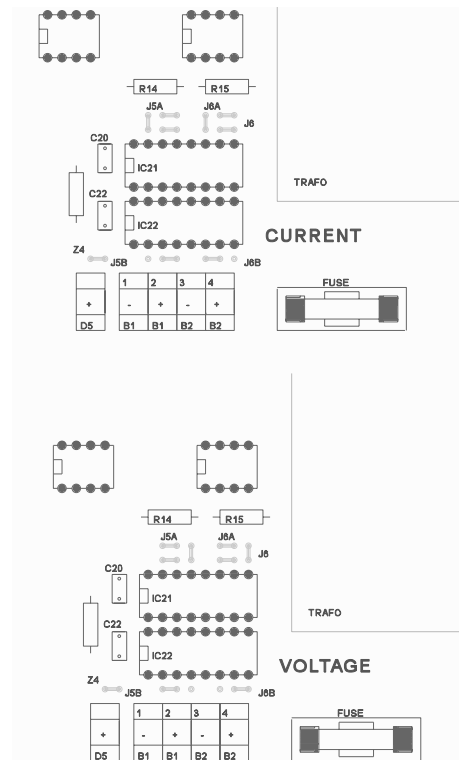 R14 R15
J5A J6A
J6
C20
IC21
TRAFO
C22
IC22
CURRENT
Z4
J5B J6B
1 2 3 4 FUSE
+ - + - +
D5 B1 B1 B2 B2
R14 R15
J5A J6A
J6
C20
IC21
TRAFO
C22
IC22
VOLTAGE
Z4
J5B J6B
1 2 3 4 FUSE
+ - + - +
D5 B1 B1 B2 B2